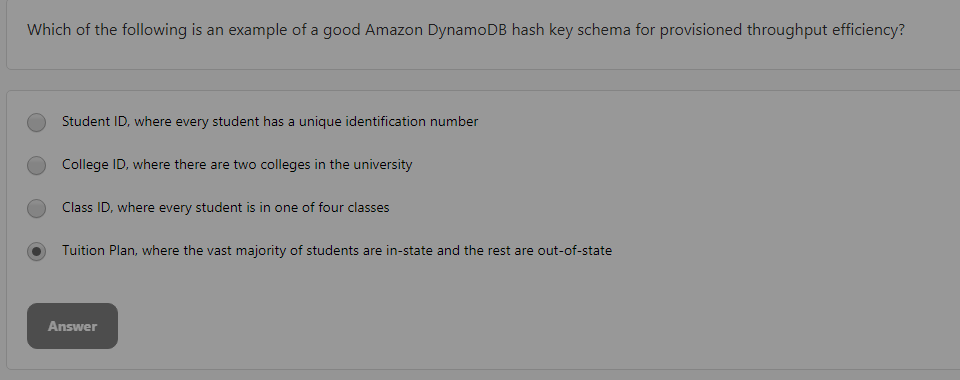 Which of the following is an example of a good Amazon DynamoDB hash key schema for provisioned throughput efficiency?
Student ID, where every student has a unique identification number
College ID, where there are two colleges in the university
Class ID, where every student is in one of four classes
Tuition Plan, where the vast majority of students are in-state and the rest are out-of-state
Answer